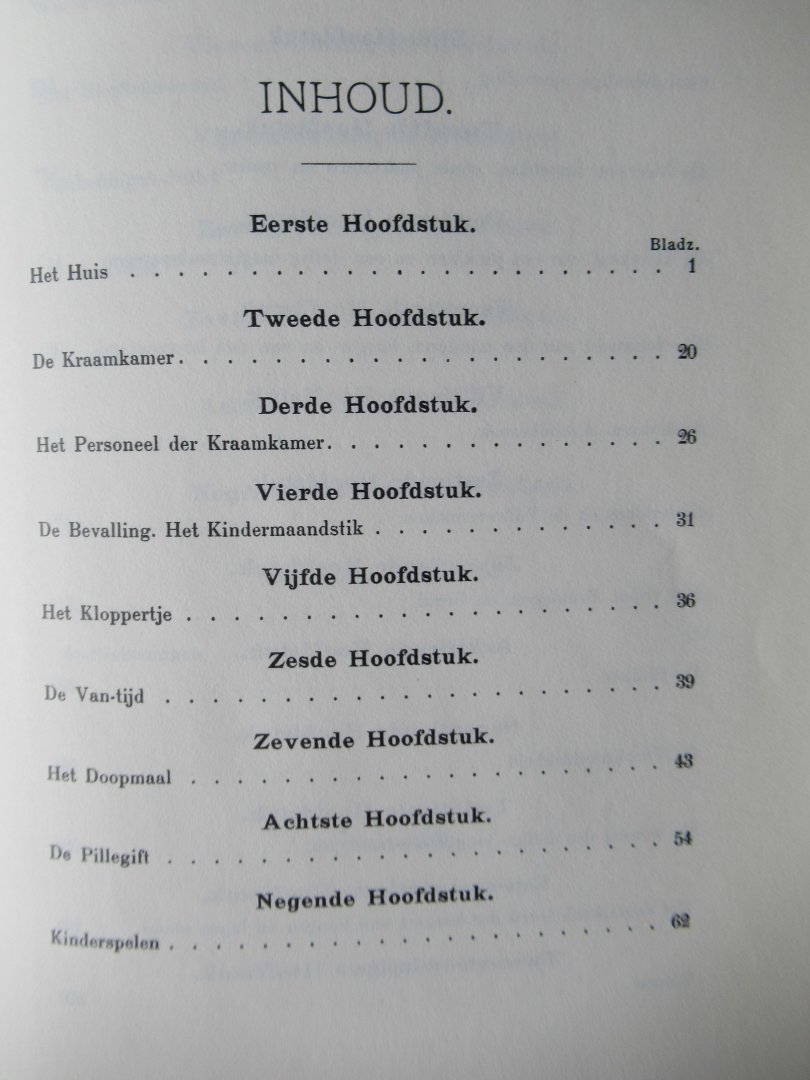 INHOUD.
Eerste Hoofdstuk.
Bladz.
Het Huis . . . . . . . . . . . . . . . . . . . . . . 1
Tweede Hoofdstuk.
De Kraamkamer. . . . . . . . . . . . . . . . . . . . 20
Derde Hoofdstuk.
Het Personeel der Kraamkamer. . . . . . . . . . . . . 26
Vierde Hoofdstuk.
De Bevalling. Het Kindermaandstik . . . . . . . . . . . 31
Vijfde Hoofdstuk.
Het Kloppertje . . . . . . . . . . . . . . . . . . . . 36
Zesde Hoofdstuk.
De Van-tijd . . . . . . . . . . . . . . . . . . . . . 39
Zevende Hoofdstuk.
Het Doopmaal . . . . . . . . . . . . . . . . . . . . 43
Achtste Hoofdstuk.
De Pillegift . . . . . . . . . . . . . . . . . . . . . 54
Negende Hoofdstuk.
Kinderspelen . . . . . . . . . . . . . . . . . . . . . 62